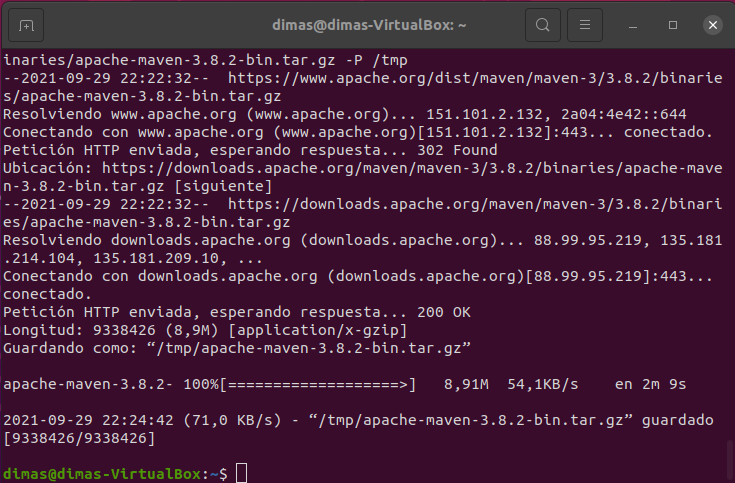 dimas@dimas-VirtualBox: ~
inaries/apache-maven-3.8.2-bin.tar.gz -P /tmp
--2021-09-29 22:22:32--  https://www.apache.org/dist/maven/maven-3/3.8.2/binarie
s/apache-maven-3.8.2-bin.tar.gz
Resolviendo www.apache.org (www.apache.org)... 151.101.2.132, 2a04:4e42::644
Conectando con www.apache.org (www.apache.org)[151.101.2.132]:443... conectado.
Petición HTTP enviada, esperando respuesta... 302 Found
Ubicación: https://downloads.apache.org/maven/maven-3/3.8.2/binaries/apache-mave
n-3.8.2-bin.tar.gz [siguiente]
--2021-09-29 22:22:32--  https://downloads.apache.org/maven/maven-3/3.8.2/binari
es/apache-maven-3.8.2-bin.tar.gz
Resolviendo downloads.apache.org (downloads.apache.org)... 88.99.95.219, 135.181
.214.104, 135.181.209.10, ...
Conectando con downloads.apache.org (downloads.apache.org)[88.99.95.219]:443...
conectado.
Petición HTTP enviada, esperando respuesta... 200 OK
Longitud: 9338426 (8,9M) [application/x-gzip]
Guardando como: “/tmp/apache-maven-3.8.2-bin.tar.gz”
apache-maven-3.8.2- 100%[===================>]   8,91M  54,1KB/s    en 2m 9s
2021-09-29 22:24:42 (71,0 KB/s) - “/tmp/apache-maven-3.8.2-bin.tar.gz” guardado
[9338426/9338426]
dimas@dimas-VirtualBox:~$